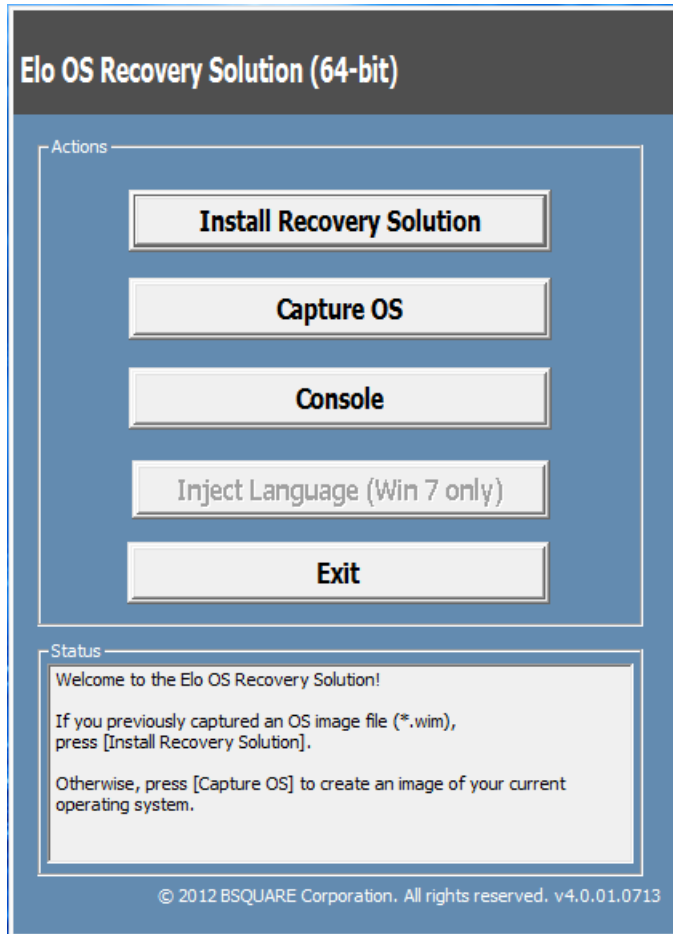 Elo OS Recovery Solution (64-bit)
Actions
Install Recovery Solution
Capture OS
Console
Inject Language (Win 7 only)
Exit
Status
Welcome to the Elo OS Recovery Solution!
If you previously captured an OS image file (*.wim),
press [Install Recovery Solution].
Otherwise, press [Capture OS] to create an image of your current
operating system.
© 2012 BSQUARE Corporation. All rights reserved. v4.0.01.0713